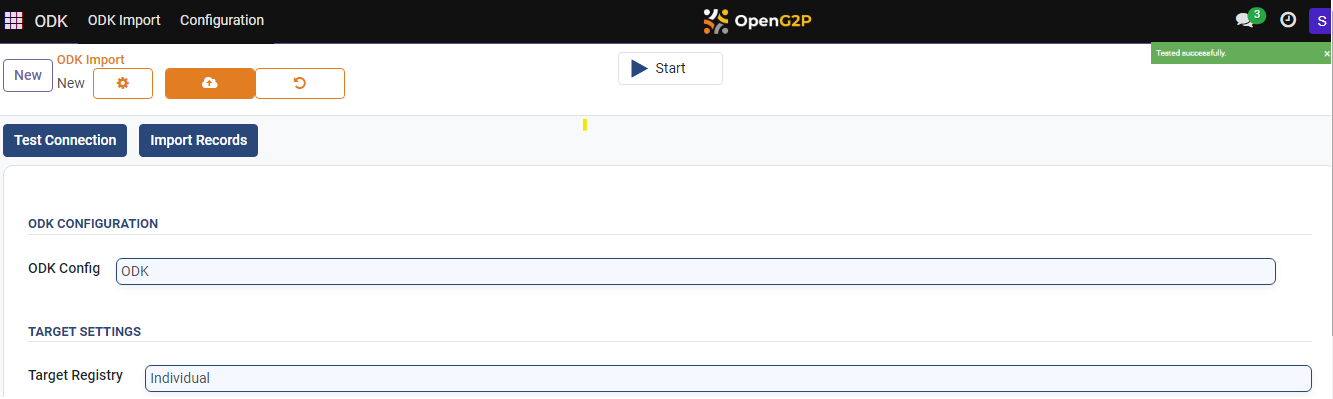 ODK ODK Import Configuration OpenG2P 3 S
Tested successfully. ×
New ODK Import
New
Start
Test Connection Import Records
ODK CONFIGURATION
ODK Config ODK
TARGET SETTINGS
Target Registry Individual